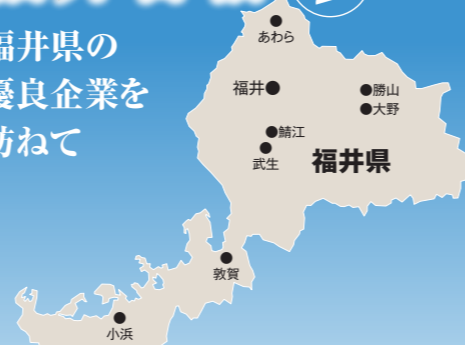 福井県の
優良企業を
訪ねて
あわら
福井
勝山
大野
鯖江
武生
福井県
敦賀
小浜